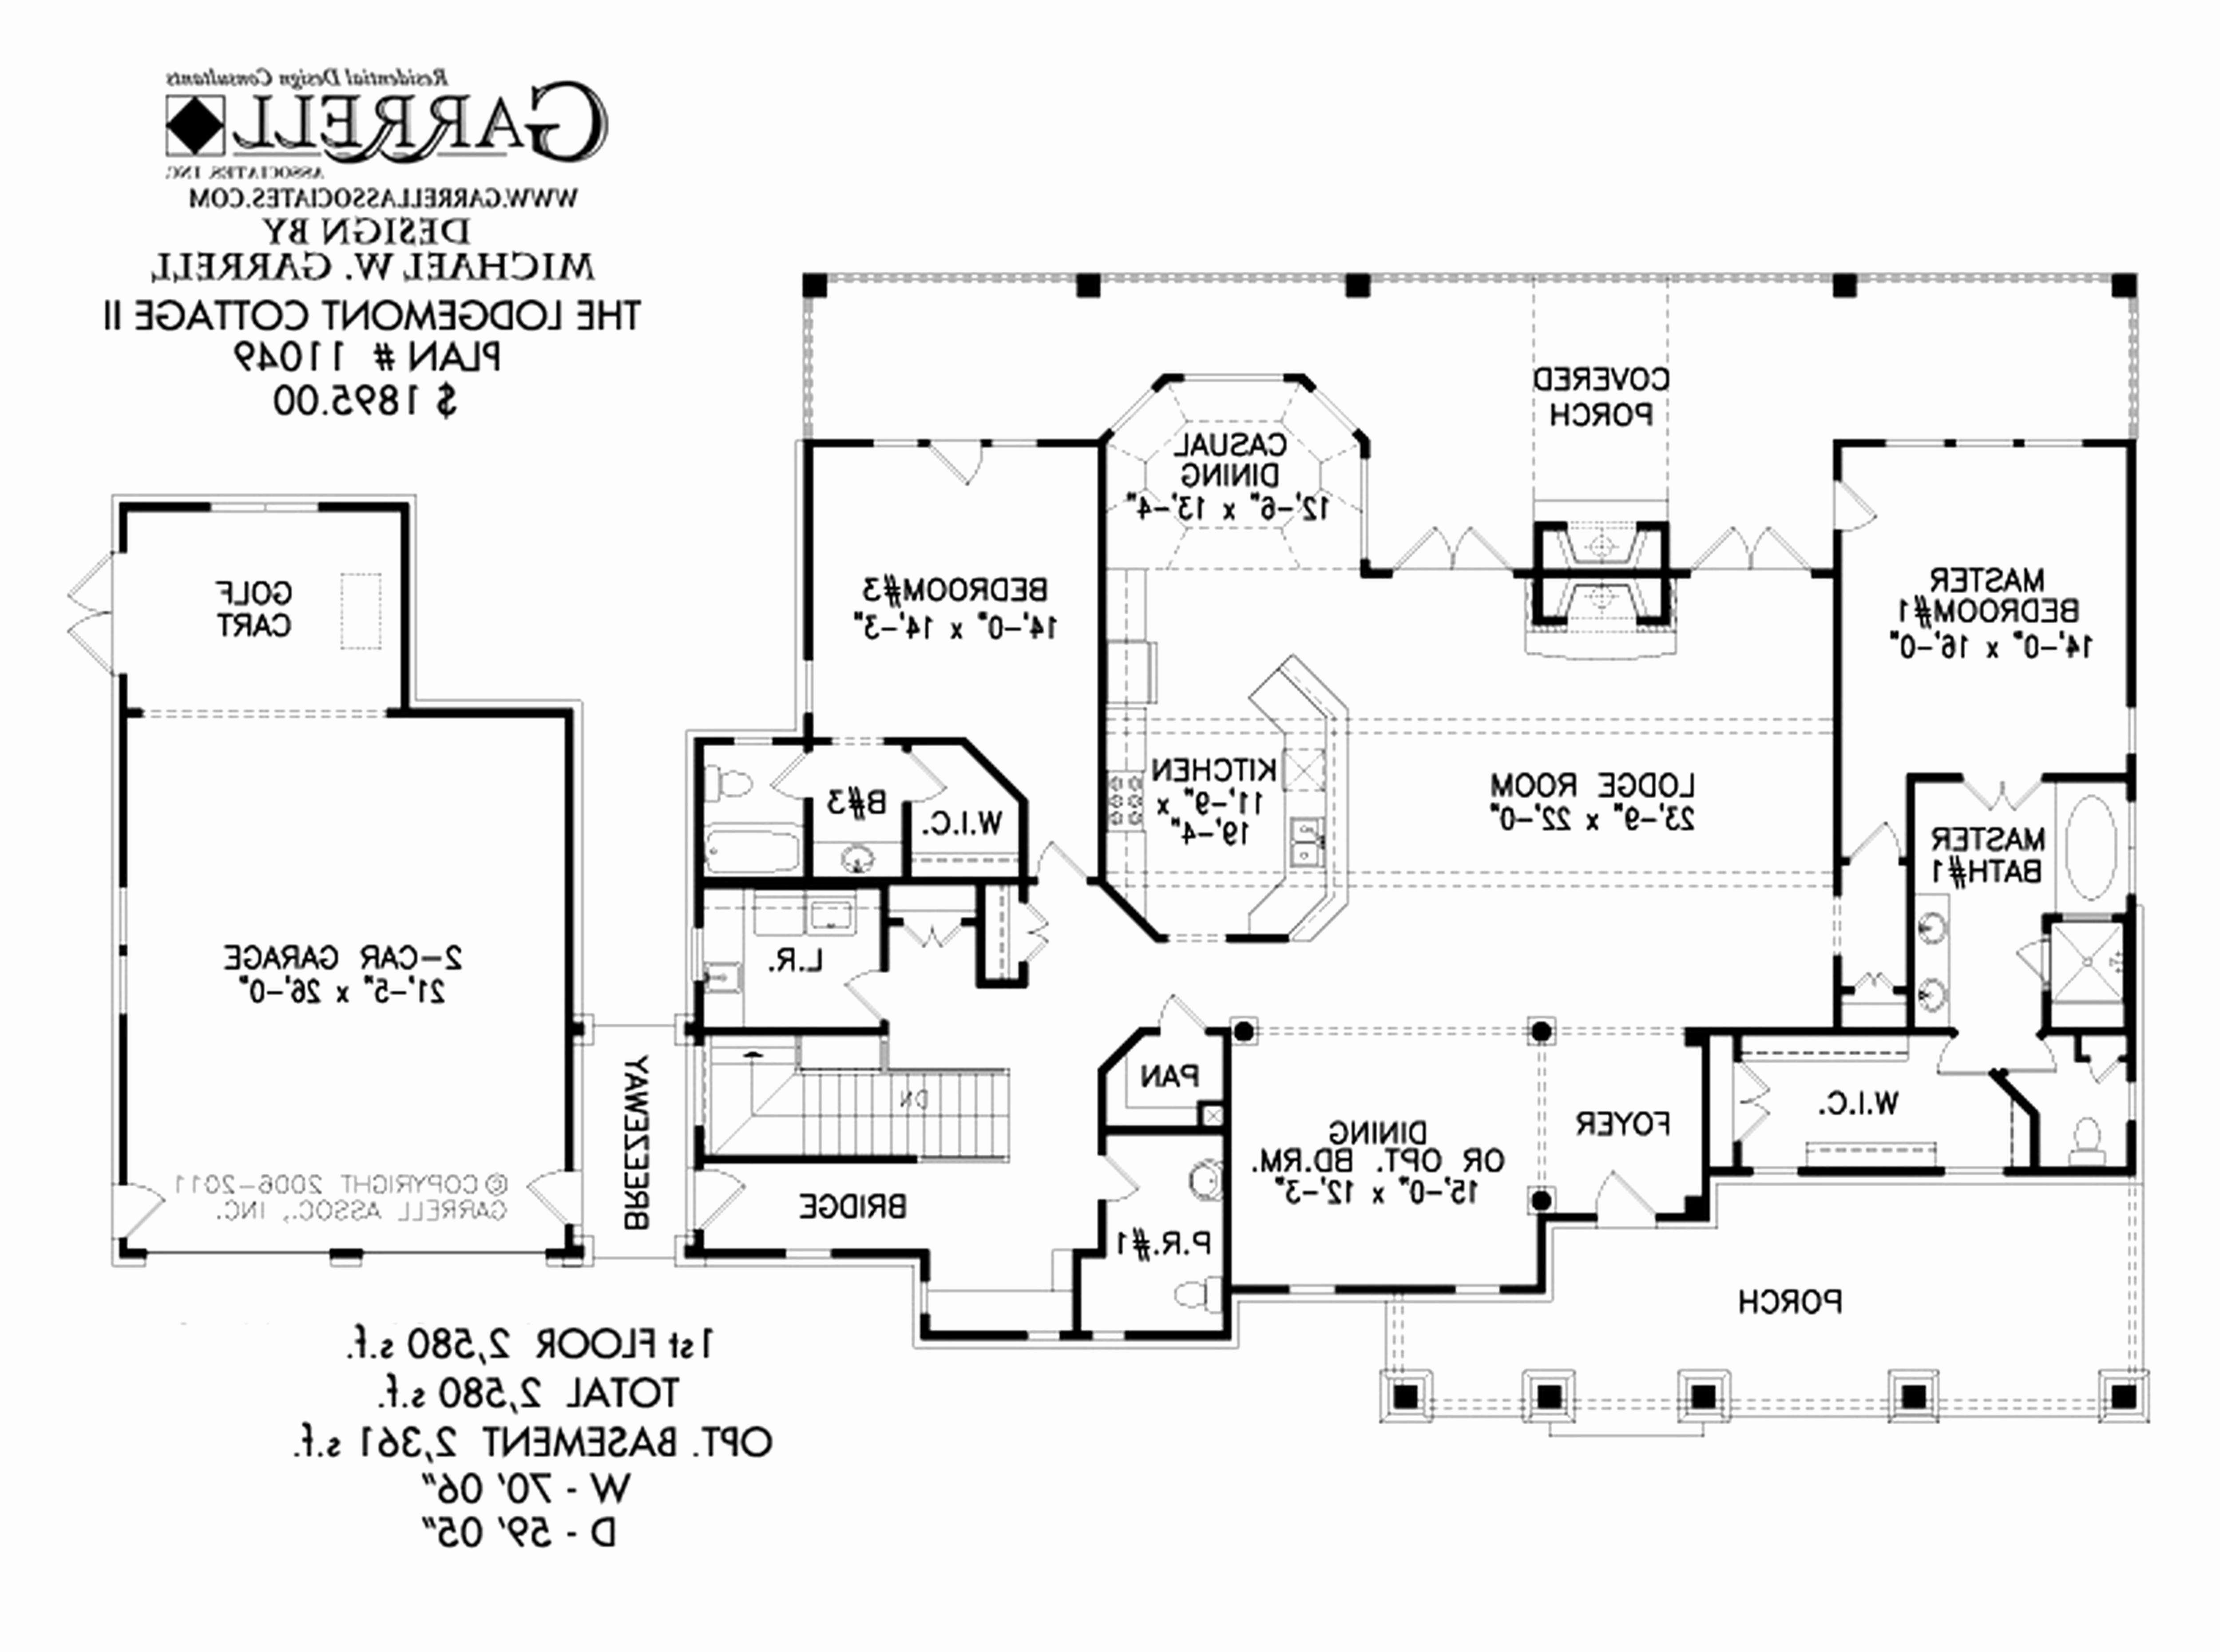 Residential Design Consultants
GARRELL
ASSOCIATES, INC.
WWW.GARRELLASSOCIATES.COM
DESIGN BY
MICHAEL W. GARRELL
THE LODGEMONT COTTAGE II
PLAN # 11049
$ 1895.00
COVERED
PORCH
CASUAL
DINING
12'-6" x 13'-4"
MASTER
BEDROOM#1
14'-0" x 16'-0"
BEDROOM#3
14'-0" x 14'-3"
GOLF
CART
KITCHEN
11'-9" x
19'-4"
LODGE ROOM
23'-9" x 22'-0"
MASTER
BATH#1
B#3
W.I.C.
L.R.
2-CAR GARAGE
21'-5" x 26'-0"
BREEZEWAY
DN
PAN
DINING
OR OPT. BD.RM.
15'-0" x 12'-3"
FOYER
W.I.C.
BRIDGE
P.R.#1
© COPYRIGHT 2006-2011
GARRELL ASSOC., INC.
PORCH
1st FLOOR 2,580 s.f.
TOTAL 2,580 s.f.
OPT. BASEMENT 2,361 s.f.
W - 70' 06"
D - 59' 05"